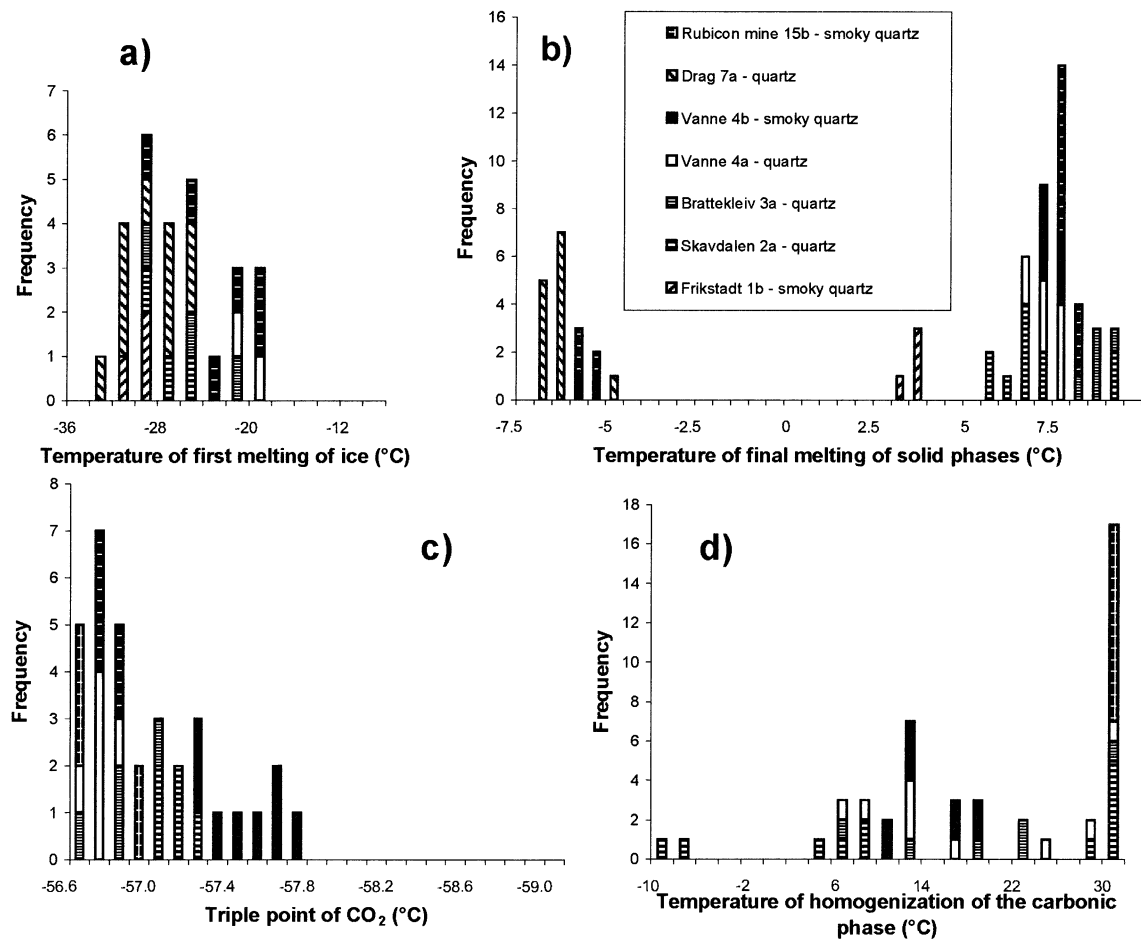 a)
7
6
5
4
3
2
1
0
Frequency
-36 -28 -20 -12
Temperature of first melting of ice (°C)
b)
16
14
12
10
8
6
4
2
0
Frequency
-7.5 -5 -2.5 0 2.5 5 7.5
Temperature of final melting of solid phases (°C)
Rubicon mine 15b - smoky quartz
Drag 7a - quartz
Vanne 4b - smoky quartz
Vanne 4a - quartz
Brattekleiv 3a - quartz
Skavdalen 2a - quartz
Frikstadt 1b - smoky quartz
c)
8
7
6
5
4
3
2
1
0
Frequency
-56.6 -57.0 -57.4 -57.8 -58.2 -58.6 -59.0
Triple point of CO₂ (°C)
d)
18
16
14
12
10
8
6
4
2
0
Frequency
-10 -2 6 14 22 30
Temperature of homogenization of the carbonic
phase (°C)